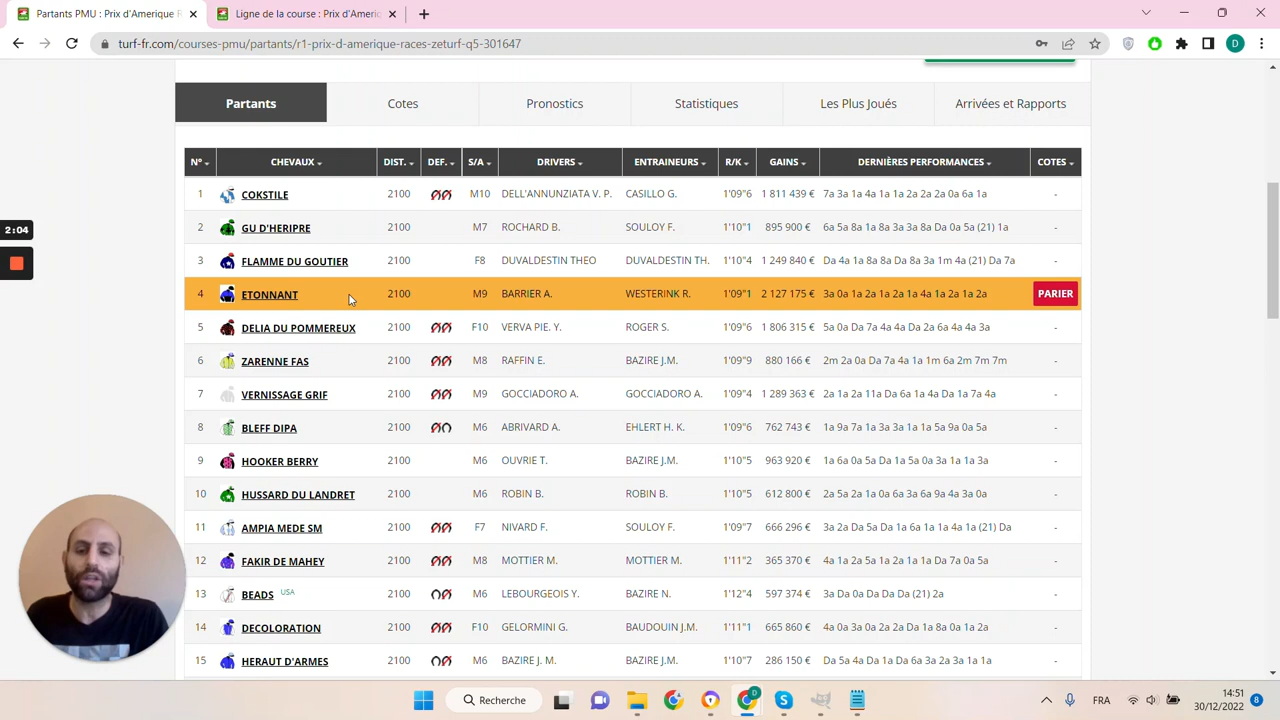 Partants PMU : Prix d'Amerique R
Ligne de la course : Prix d'Ameriq
turf-fr.com/courses-pmu/partants/r1-prix-d-amerique-races-zeturf-q5-301647
D
Partants Cotes Pronostics Statistiques Les Plus Joués Arrivées et Rapports
N° CHEVAUX DIST. DEF. S/A DRIVERS ENTRAINEURS R/K GAINS DERNIÈRES PERFORMANCES COTES
1 COKSTILE 2100 M10 DELL'ANNUNZIATA V. P. CASILLO G. 1'09"6 1 811 439 € 7a 3a 1a 4a 1a 1a 2a 2a 2a 0a 6a 1a -
2 GU D'HERIPRE 2100 M7 ROCHARD B. SOULOY F. 1'10"1 895 900 € 6a 5a 8a 1a 8a 3a 3a 8a Da 0a 5a (21) 1a -
3 FLAMME DU GOUTIER 2100 F8 DUVALDESTIN THEO DUVALDESTIN TH. 1'10"4 1 249 840 € Da 4a 1a 8a 8a Da 8a 3a 1m 4a (21) Da 7a -
4 ETONNANT 2100 M9 BARRIER A. WESTERINK R. 1'09"1 2 127 175 € 3a 0a 1a 2a 1a 2a 1a 4a 1a 2a 1a 2a PARIER
5 DELIA DU POMMEREUX 2100 F10 VERVA PIE. Y. ROGER S. 1'09"6 1 806 315 € 5a 0a Da 7a 4a 4a Da 2a 6a 4a 4a 3a -
6 ZARENNE FAS 2100 M8 RAFFIN E. BAZIRE J.M. 1'09"9 880 166 € 2m 2a 0a Da 7a 4a 1a 1m 6a 2m 7m 7m -
7 VERNISSAGE GRIF 2100 M9 GOCCIADORO A. GOCCIADORO A. 1'09"4 1 289 363 € 2a 1a 2a 11a Da 6a 1a 4a Da 1a 7a 4a -
8 BLEFF DIPA 2100 M6 ABRIVARD A. EHLERT H. K. 1'09"6 762 743 € 1a 9a 7a 1a 3a 3a 1a 1a 5a 9a 0a 5a -
9 HOOKER BERRY 2100 M6 OUVRIE T. BAZIRE J.M. 1'10"5 963 920 € 1a 6a 0a 5a Da 1a 5a 0a 3a 1a 1a 3a -
10 HUSSARD DU LANDRET 2100 M6 ROBIN B. ROBIN B. 1'10"5 612 800 € 2a 5a 2a 1a 0a 6a 3a 6a 9a 4a 3a 0a -
11 AMPIA MEDE SM 2100 F7 NIVARD F. SOULOY F. 1'09"7 666 296 € 3a 2a Da 5a Da 1a 6a 1a 1a 4a 1a (21) Da -
12 FAKIR DE MAHEY 2100 M8 MOTTIER M. MOTTIER M. 1'11"2 365 370 € 4a 1a 2a 5a 1a 2a 1a 1a Da 7a 0a 5a -
13 BEADS USA 2100 M6 LEBOURGEOIS Y. BAZIRE N. 1'12"4 597 374 € 3a Da 0a Da Da Da (21) 2a -
14 DECOLORATION 2100 F10 GELORMINI G. BAUDOUIN J.M. 1'11"1 665 860 € 4a 0a 3a 0a 2a 2a Da 1a 8a 0a 1a 2a -
15 HERAUT D'ARMES 2100 M6 BAZIRE J. M. BAZIRE J.M. 1'10"7 286 150 € Da 5a 4a Da 1a Da 6a 3a 2a 3a 1a 1a -
2:04
Recherche
FRA
14:51
30/12/2022
8